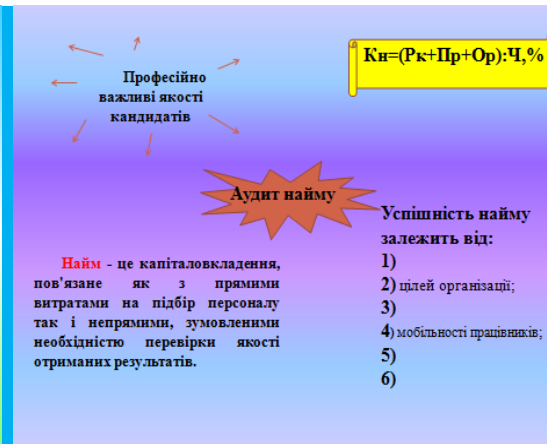 Професійно
важливі якості
кандидатів
Кн=(Рк+Пр+Ор):Ч,%
Аудит найму
Найм - це капіталовкладення,
пов'язане як з прямими
витратами на підбір персоналу
так і непрямими, зумовленими
необхідністю перевірки якості
отриманих результатів.
Успішність найму
залежить від:
1)
2) цілей організації;
3)
4) мобільності працівників;
5)
6)